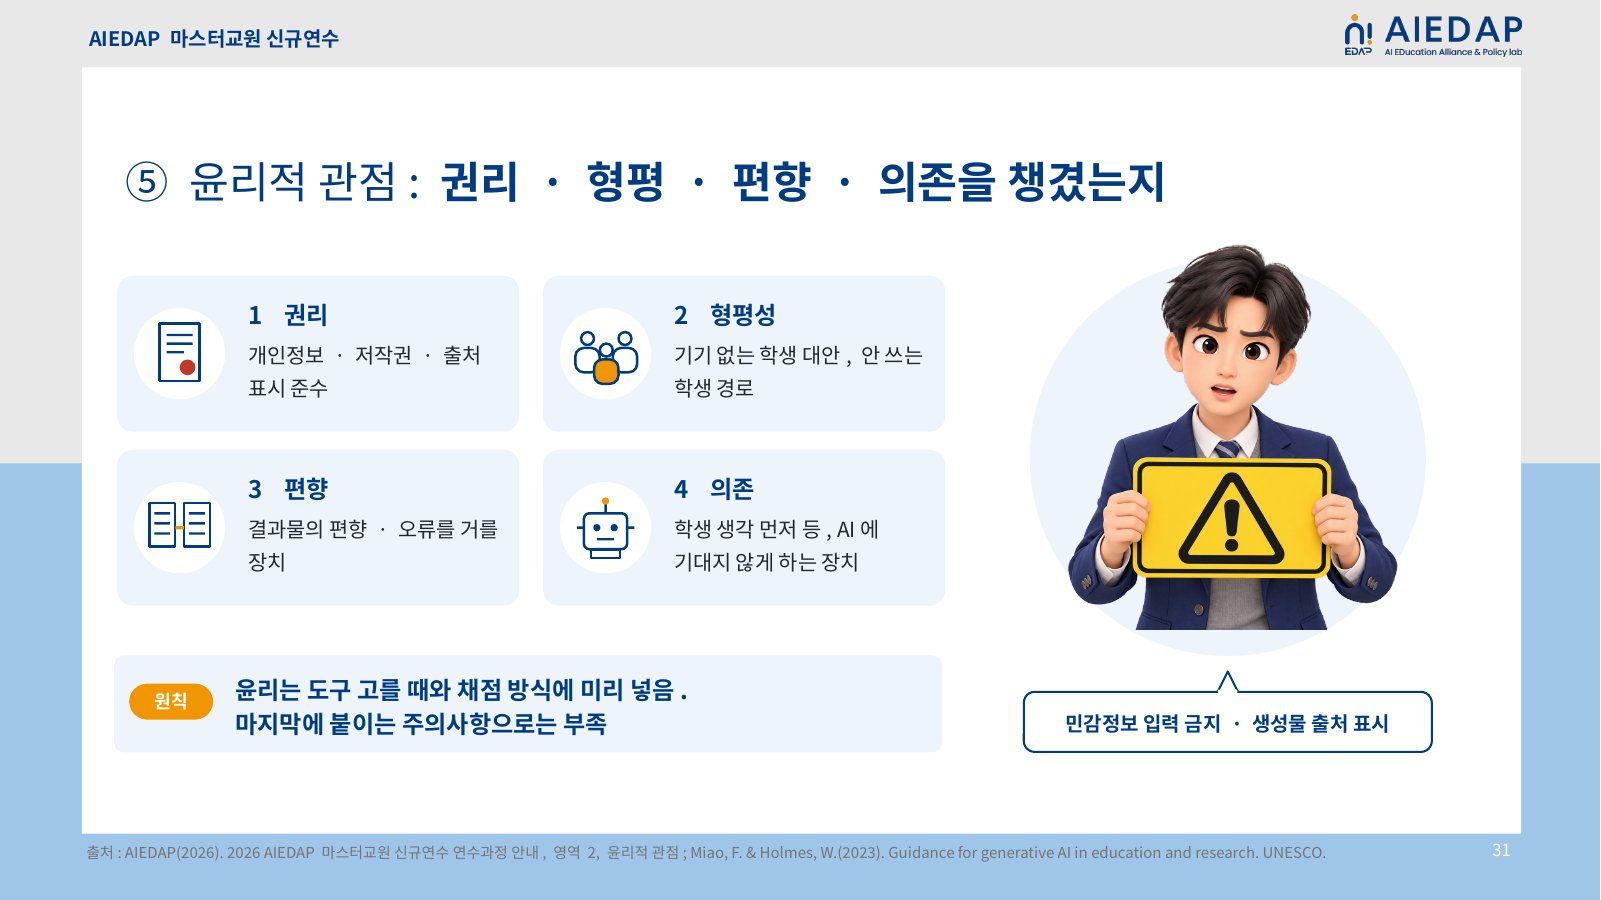 AIEDAP 마스터교원 신규연수
AIEDAP
EDAP
AI EDucation Alliance & Policy lab
⑤ 윤리적 관점 : 권리 · 형평 · 편향 · 의존을 챙겼는지
1 권리
개인정보 · 저작권 · 출처
표시 준수
2 형평성
기기 없는 학생 대안 , 안 쓰는
학생 경로
3 편향
결과물의 편향 · 오류를 거를
장치
4 의존
학생 생각 먼저 등 , AI 에
기대지 않게 하는 장치
원칙
윤리는 도구 고를 때와 채점 방식에 미리 넣음 .
마지막에 붙이는 주의사항으로는 부족
민감정보 입력 금지 · 생성물 출처 표시
출처 : AIEDAP(2026). 2026 AIEDAP 마스터교원 신규연수 연수과정 안내 , 영역 2, 윤리적 관점 ; Miao, F. & Holmes, W.(2023). Guidance for generative AI in education and research. UNESCO.
31